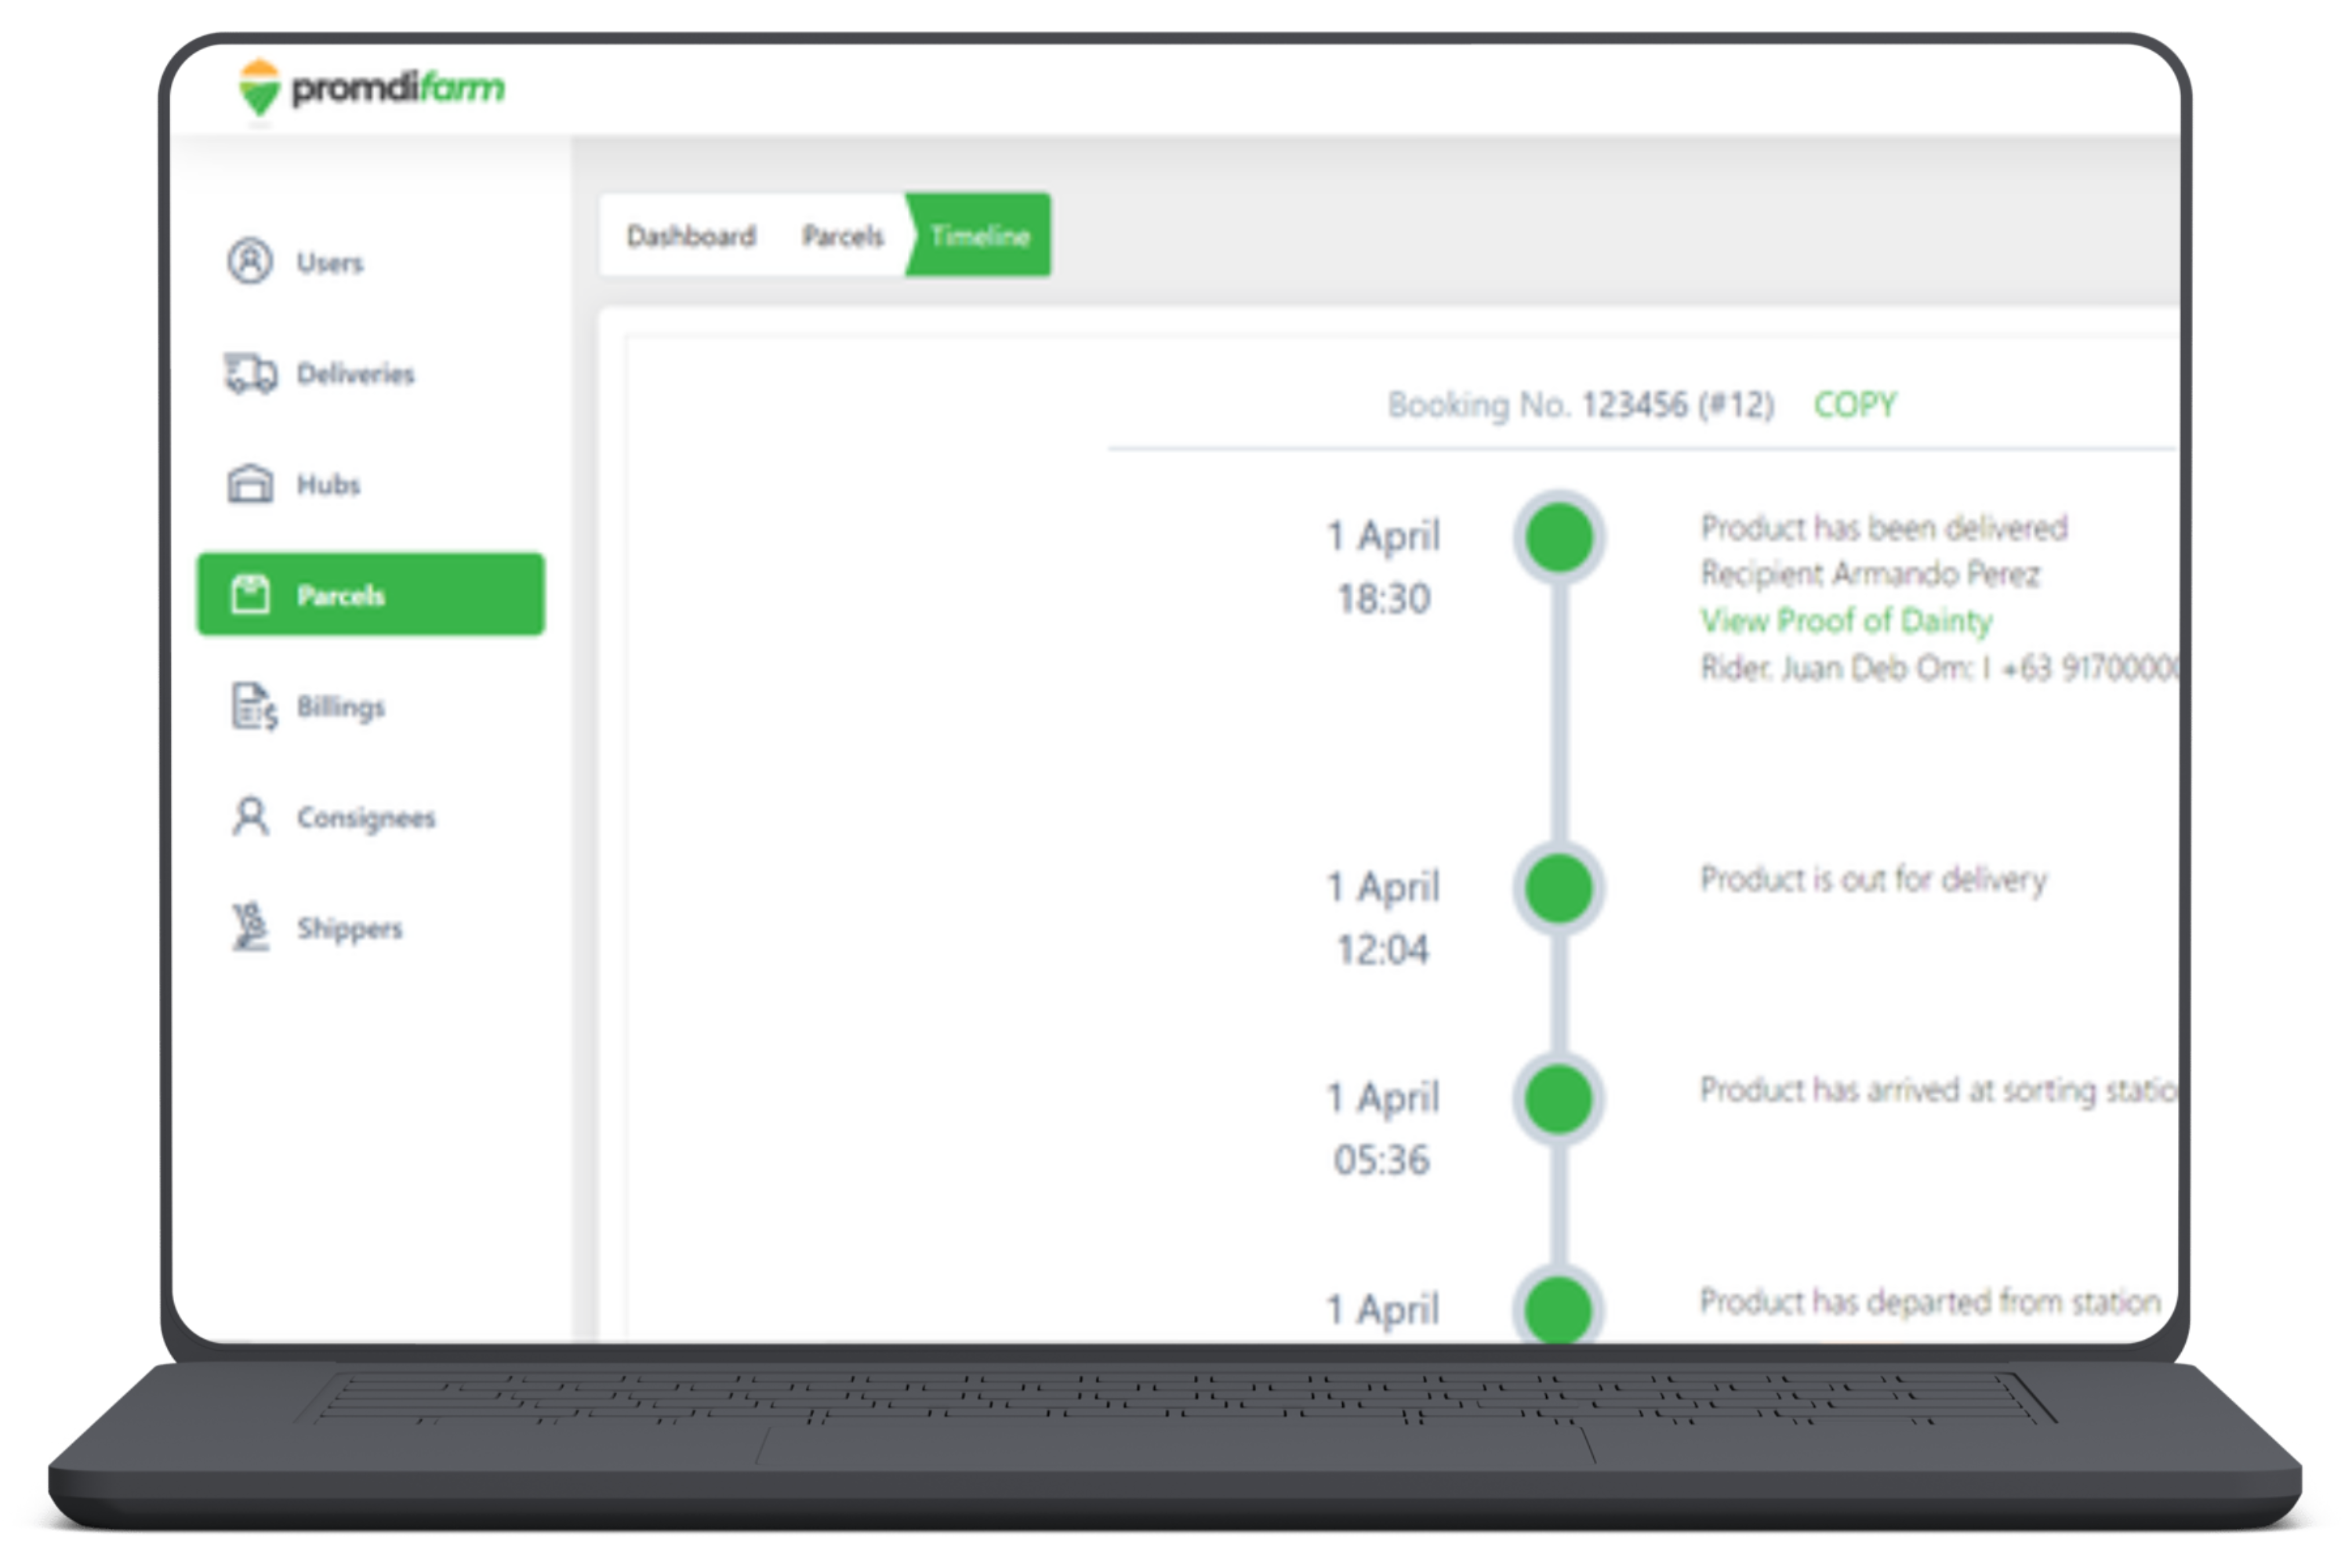 promdifarm
Users
Deliveries
Hubs
Parcels
Billings
Consignees
Shippers
Dashboard Parcels Timeline
Booking No. 123456 (#12) COPY
1 April
18:30
Product has been delivered
Recipient Armando Perez
View Proof of Dainty
Rider. Juan Deb Om: I +63 91700000
1 April
12:04
Product is out for delivery
1 April
05:36
Product has arrived at sorting statio
1 April
Product has departed from station